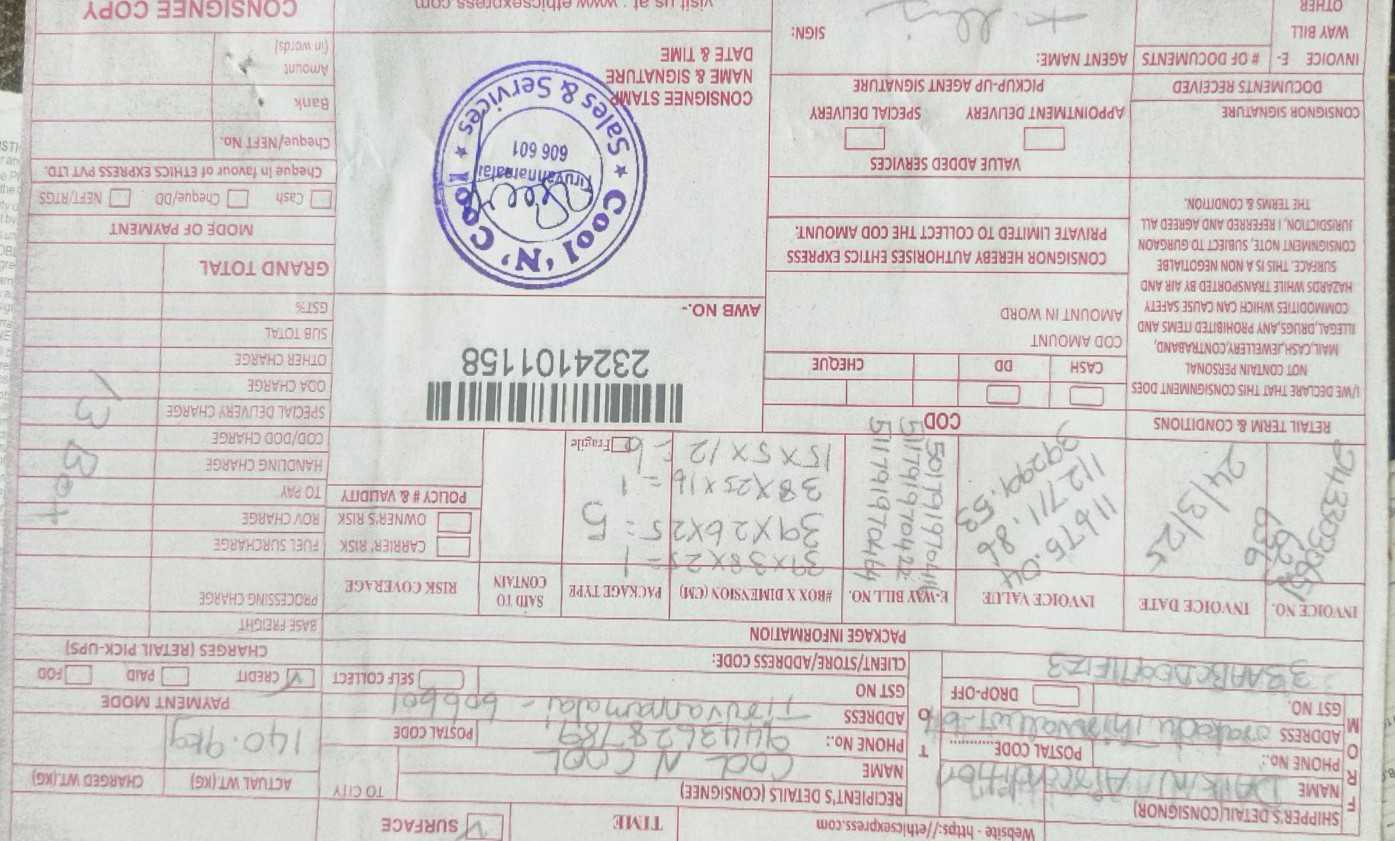 Website - https://ethicsexpress.com
TIME
SURFACE
SHIPPER'S DETAIL(CONSIGNOR)
FROM
NAME
PHONE No.:
POSTAL CODE
ADDRESS
GST NO.
DROP-OFF
33AABCD0971F1Z3
TO
RECIPIENT'S DETAILS (CONSIGNEE)
TO CITY
NAME COOL N COOL
PHONE No.: 9443628789
POSTAL CODE
ADDRESS Tiruvannamalai - 606601
GST NO
SELF COLLECT
CLIENT/STORE/ADDRESS CODE:
ACTUAL WT.(KG)
CHARGED WT.(KG)
140.9kg
PAYMENT MODE
CREDIT
PAID
FOD
PACKAGE INFORMATION
INVOICE NO.
INVOICE DATE
INVOICE VALUE
E-WAY BILL NO.
#BOX X DIMENSION (CM)
PACKAGE TYPE
SAID TO CONTAIN
RISK COVERAGE
636
24/3/25
11675.04
112711.86
39299.53
511791970422
511791970464
39X38X25=1
39X26X25=5
38X25X16=1
15X5X12=6
Fragile
CARRIER' RISK
OWNER'S RISK
POLICY # & VALIDITY
CHARGES (RETAIL PICK-UPS)
BASE FREIGHT
PROCESSING CHARGE
FUEL SURCHARGE
ROV CHARGE
TO PAY
HANDLING CHARGE
COD/DOD CHARGE
SPECIAL DELIVERY CHARGE
ODA CHARGE
OTHER CHARGE
SUB TOTAL
GST%
GRAND TOTAL
RETAIL TERM & CONDITIONS
I/WE DECLARE THAT THIS CONSIGNMENT DOES
NOT CONTAIN PERSONAL
MAIL,CASH,JEWELLERY,CONTRABAND,
ILLEGAL,DRUGS,ANY PROHIBITED ITEMS AND
COMMODITIES WHICH CAN CAUSE SAFETY
HAZARDS WHILE TRANSPORTED BY AIR AND
SURFACE. THIS IS A NON NEGOTIALBE
CONSIGNMENT NOTE, SUBJECT TO GURGAON
JURISDICTION, I REFERRED AND AGREED ALL
THE TERMS & CONDITION.
COD
CASH
DD
CHEQUE
COD AMOUNT
AMOUNT IN WORD
CONSIGNOR HEREBY AUTHORISES EHTICS EXPRESS
PRIVATE LIMITED TO COLLECT THE COD AMOUNT.
VALUE ADDED SERVICES
APPOINTMENT DELIVERY
SPECIAL DELIVERY
PICKUP-UP AGENT SIGNATURE
AGENT NAME:
SIGN:
CONSIGNOR SIGNATURE
DOCUMENTS RECEIVED
INVOICE E-
WAY BILL
OTHER
# OF DOCUMENTS
2324101158
AWB NO.-
CONSIGNEE STAMP
NAME & SIGNATURE
DATE & TIME
Cool 'N' Cool
Sales & Services
Tiruvannamalai
606 601
MODE OF PAYMENT
Cash
Cheque/DD
NEFT/RTGS
Cheque in favour of ETHICS EXPRESS PVT LTD.
Cheque/NEFT No.
Bank
Amount
(in words)
visit us at : www.ethicsexpress.com
CONSIGNEE COPY